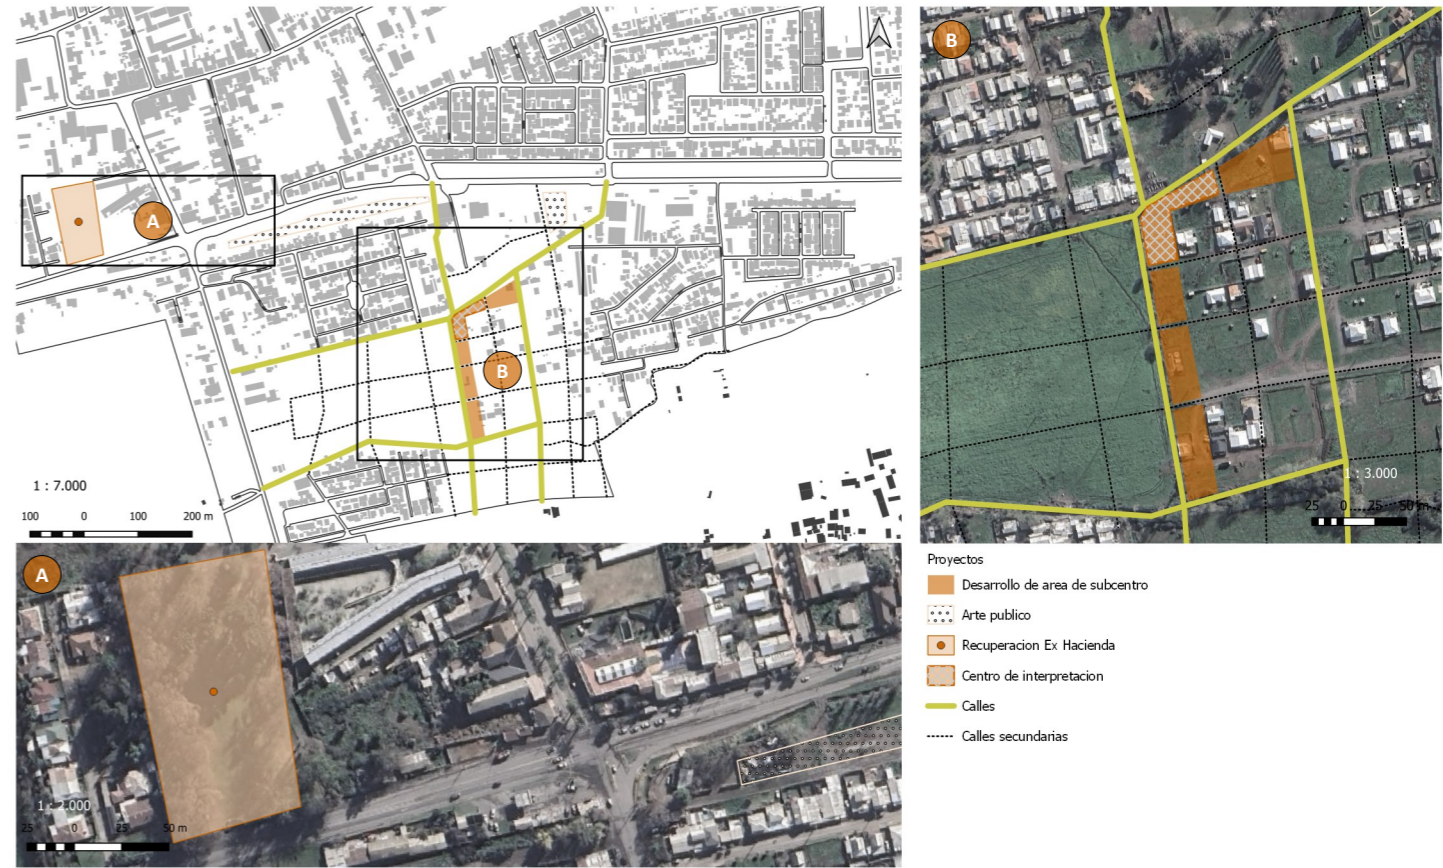 A
B
1 : 7.000
100 0 100 200 m
B
1 : 3.000
25 0 25 50 m
A
1 : 2.000
25 0 25 50 m
Proyectos
Desarrollo de area de subcentro
Arte publico
Recuperacion Ex Hacienda
Centro de interpretacion
Calles
Calles secundarias